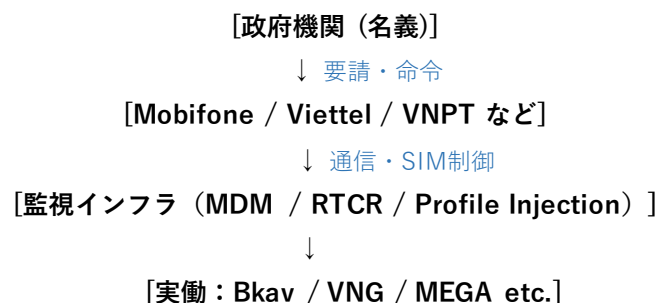 [政府機関 (名義)]
↓ 要請・命令
[Mobifone / Viettel / VNPT など]
↓ 通信・SIM制御
[監視インフラ（MDM / RTCR / Profile Injection）]
↓
[実働：Bkav / VNG / MEGA etc.]